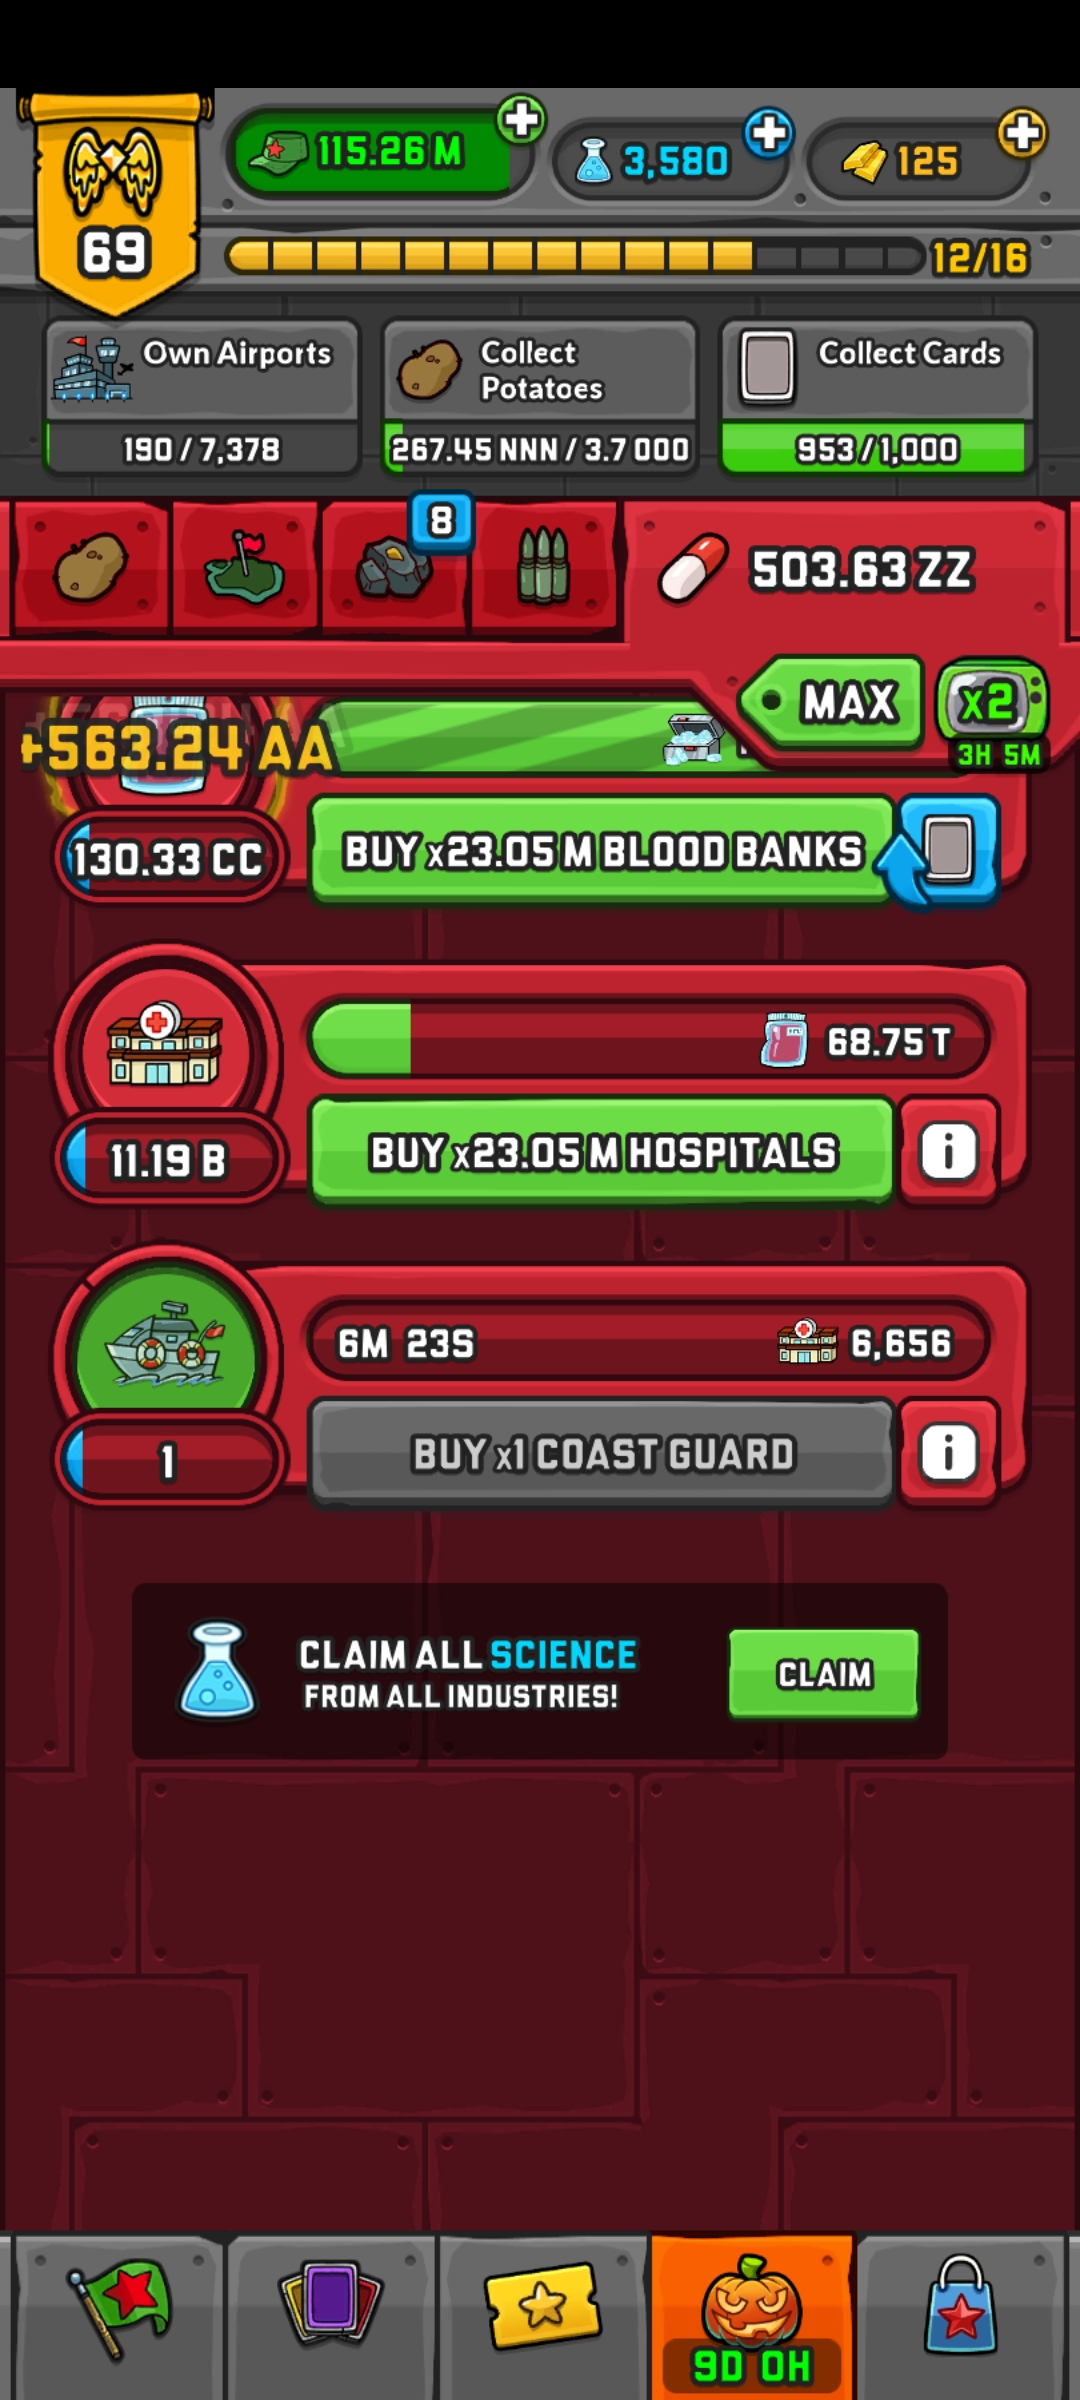 69
115.26 M
3,580
125
12/16
Own Airports
190 / 7,378
Collect
Potatoes
267.45 NNN / 3.7 OOO
Collect Cards
953 / 1,000
8
503.63 ZZ
MAX
x2
3H 5M
+563.24 AA
130.33 CC
BUY x23.05 M BLOOD BANKS
68.75 T
11.19 B
BUY x23.05 M HOSPITALS
i
6M 23S
6,656
1
BUY x1 COAST GUARD
i
CLAIM ALL SCIENCE
FROM ALL INDUSTRIES!
CLAIM
9D 0H